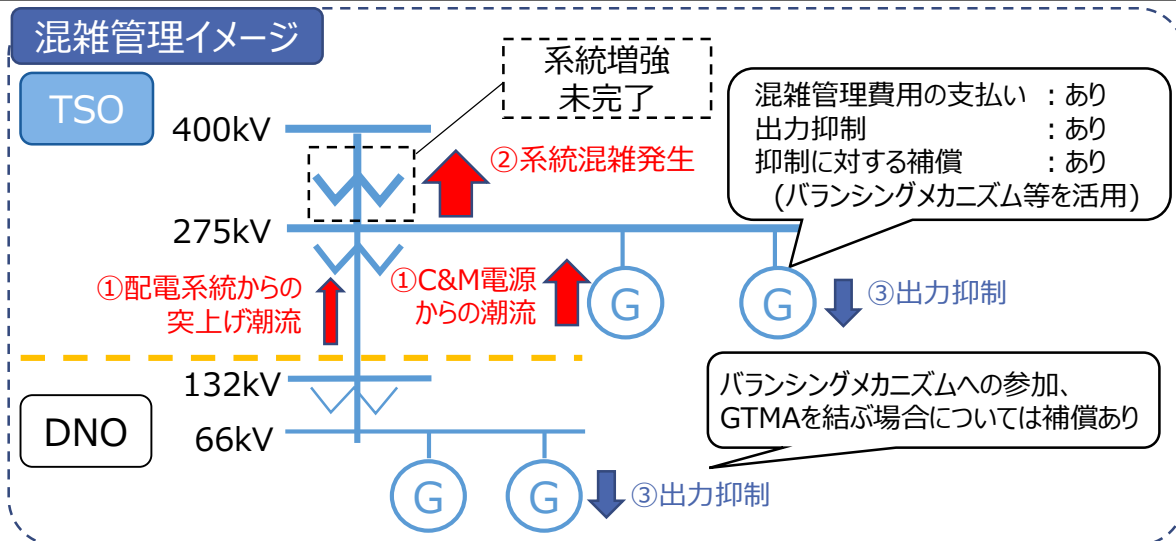 混雑管理イメージ
TSO
系統増強
未完了
400kV
②系統混雑発生
混雑管理費用の支払い ：あり
出力抑制 ：あり
抑制に対する補償 ：あり
(バランシングメカニズム等を活用)
275kV
①配電系統からの
突上げ潮流
①C&M電源
からの潮流
G
G
③出力抑制
132kV
DNO
66kV
バランシングメカニズムへの参加、
GTMAを結ぶ場合については補償あり
G
G
③出力抑制